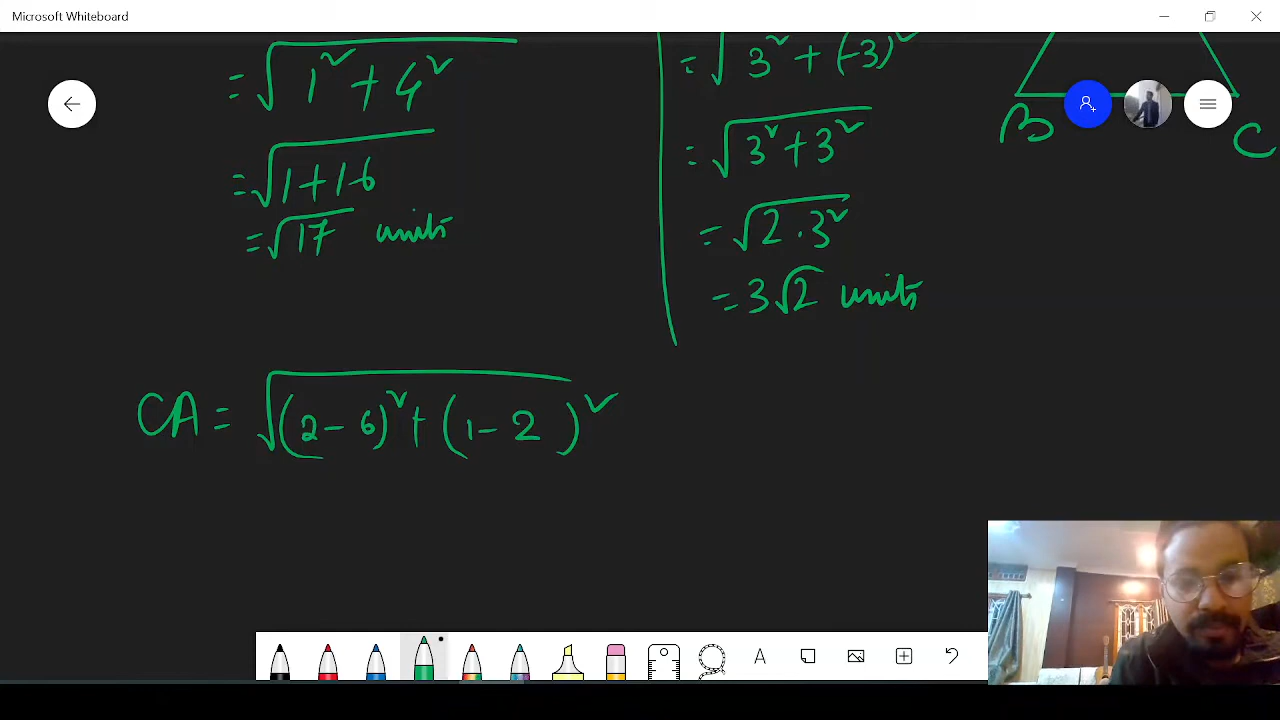 Microsoft Whiteboard
= √(1² + 4²)
= √(1 + 16)
= √17 units
= √(3² + (-3)²)
= √(3² + 3²)
= √(2 . 3²)
= 3√2 units
B
C
CA = √((2 - 6)² + (1 - 2)²)
A